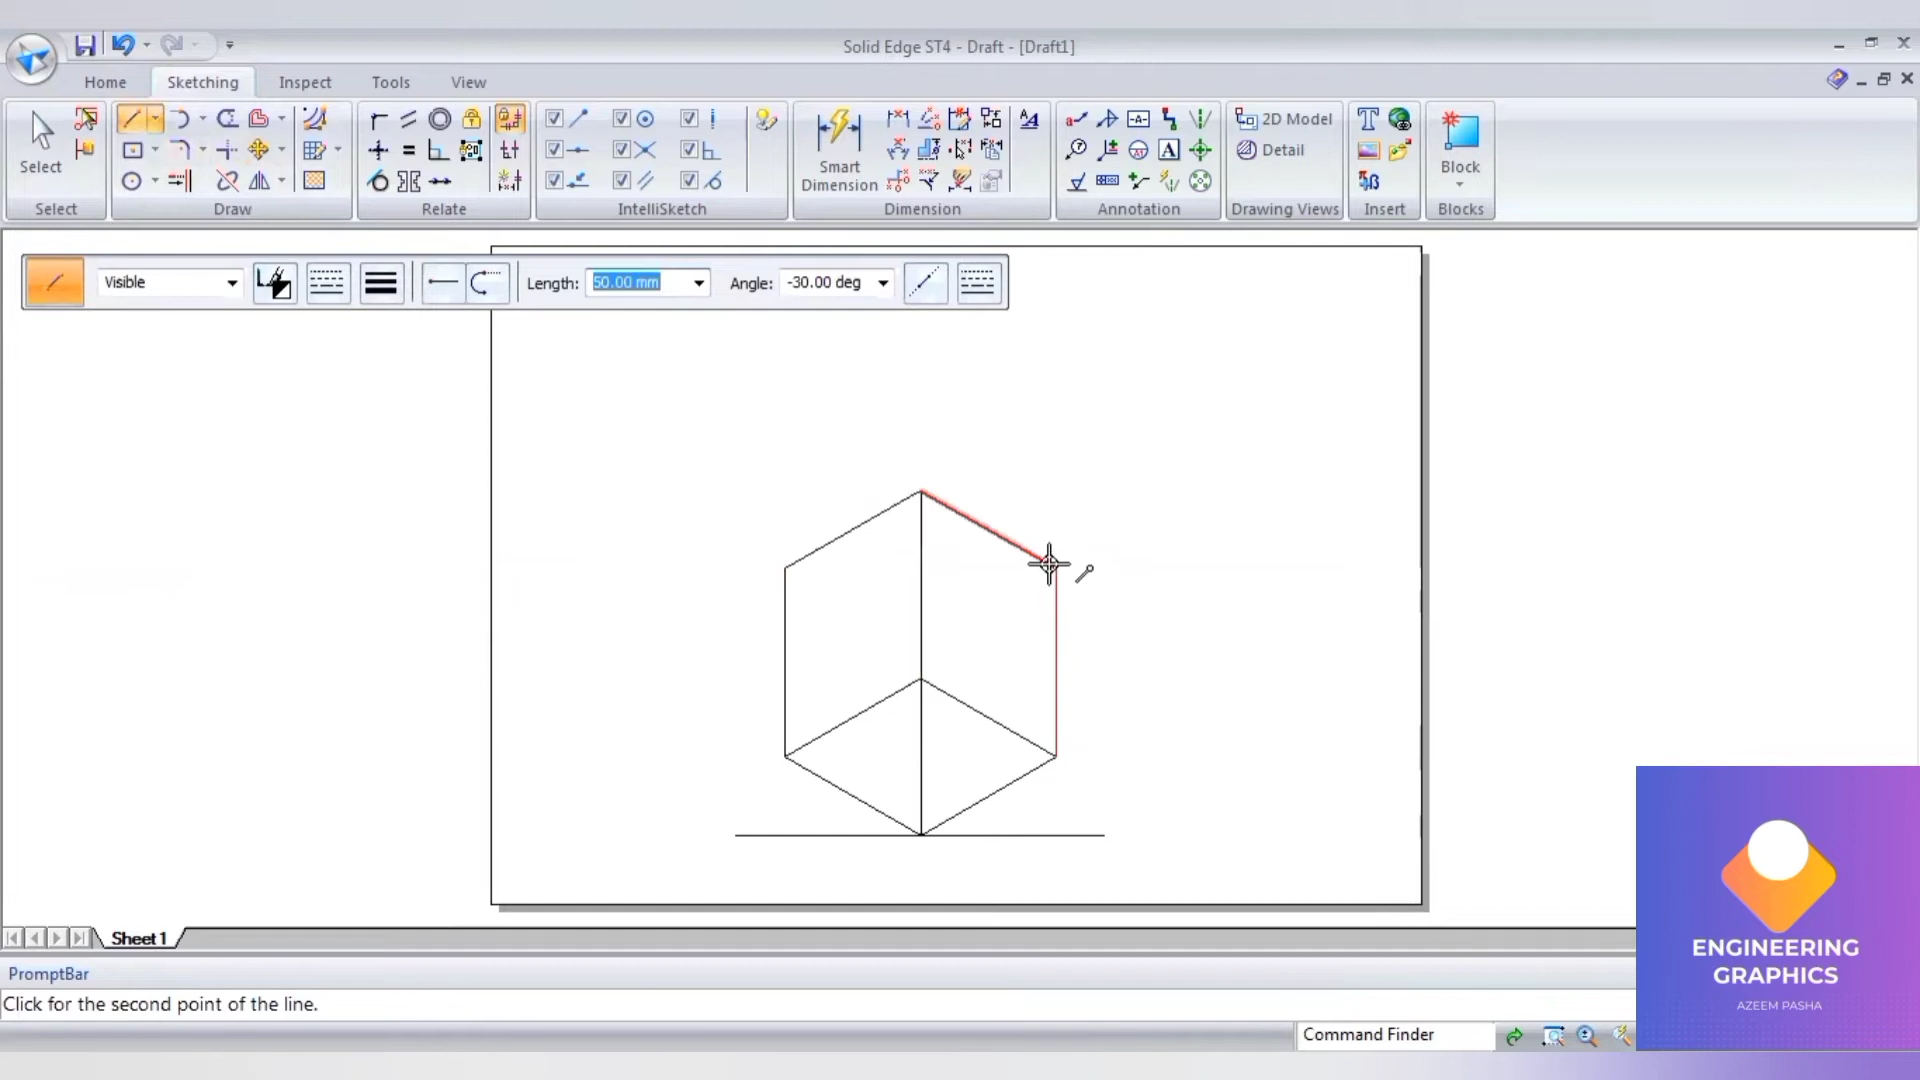 Solid Edge ST4 - Draft - [Draft1]
Home
Sketching
Inspect
Tools
View
Select
Smart
Dimension
2D Model
Detail
Block
Select
Draw
Relate
IntelliSketch
Dimension
Annotation
Drawing Views
Insert
Blocks
Visible
Length: 50.00 mm
Angle: -30.00 deg
Sheet1
PromptBar
Click for the second point of the line.
Command Finder
ENGINEERING
GRAPHICS
AZEEM PASHA